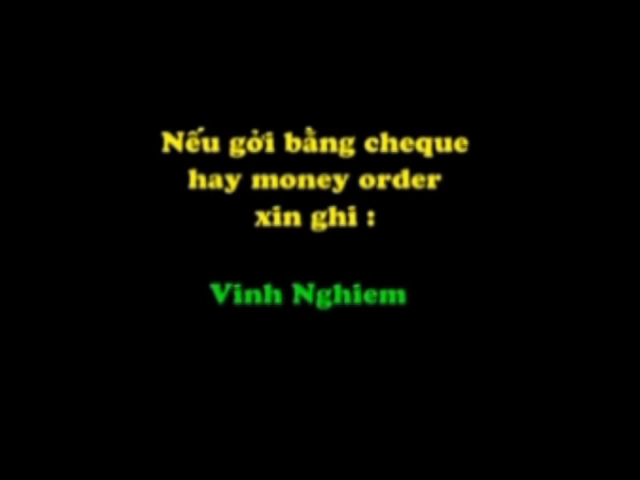 Nếu gởi bằng cheque
hay money order
xin ghi :
Vinh Nghiem